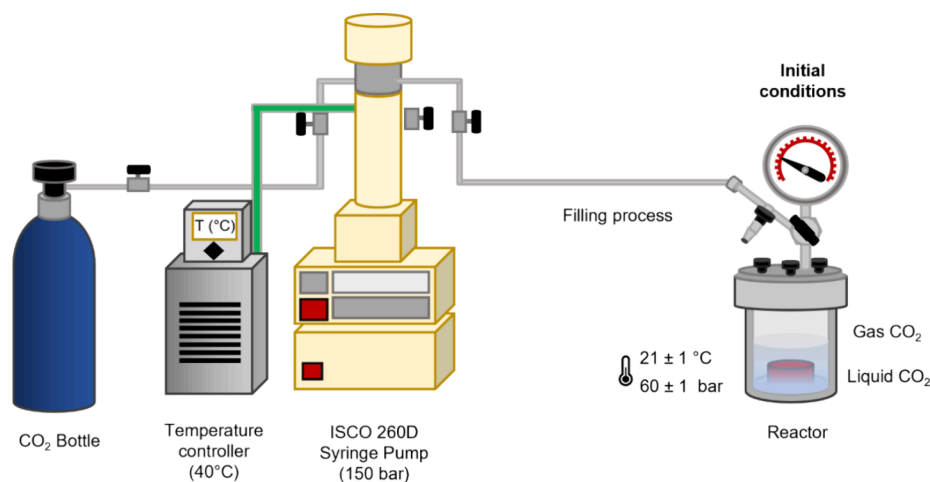 Initial
conditions
T (°C)
Filling process
Gas CO₂
21 ± 1 °C
60 ± 1 bar
Liquid CO₂
CO₂ Bottle
Temperature
controller
(40°C)
ISCO 260D
Syringe Pump
(150 bar)
Reactor